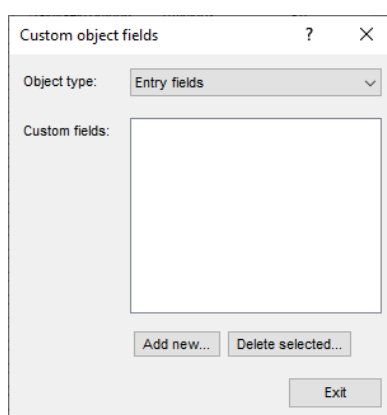 Custom object fields ?
Object type: Entry fields
Custom fields:
Add new... Delete selected...
Exit